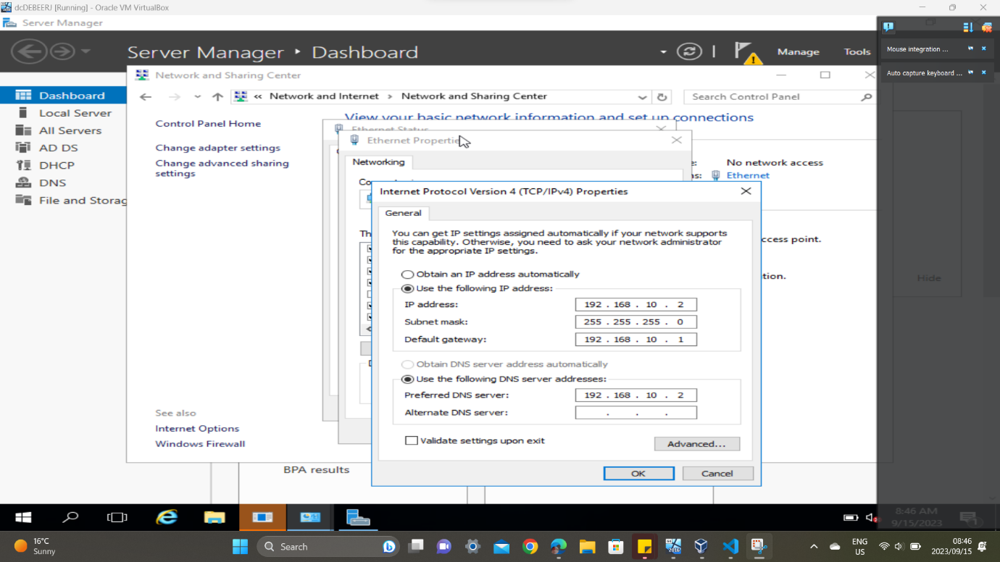 dcDEBEERJ [Running] - Oracle VM VirtualBox
Server Manager
Server Manager ‣ Dashboard
Manage
Tools
Mouse integration ...
Auto capture keyboard ...
Network and Sharing Center
« Network and Internet › Network and Sharing Center
Search Control Panel
Dashboard
Local Server
All Servers
AD DS
DHCP
DNS
File and Storag
Control Panel Home
Change adapter settings
Change advanced sharing
settings
See also
Internet Options
Windows Firewall
View your basic network information and set up connections
No network access
Ethernet
ccess point.
tion.
Hide
Ethernet Status
Ethernet Propertie
Networking
Internet Protocol Version 4 (TCP/IPv4) Properties
General
You can get IP settings assigned automatically if your network supports
this capability. Otherwise, you need to ask your network administrator
for the appropriate IP settings.
Obtain an IP address automatically
Use the following IP address:
IP address: 192 . 168 . 10 . 2
Subnet mask: 255 . 255 . 255 . 0
Default gateway: 192 . 168 . 10 . 1
Obtain DNS server address automatically
Use the following DNS server addresses:
Preferred DNS server: 192 . 168 . 10 . 2
Alternate DNS server: . . .
Validate settings upon exit
Advanced...
OK
Cancel
BPA results
8:46 AM
9/15/2023
16°C
Sunny
Search
2016
ENG
US
08:46
2023/09/15